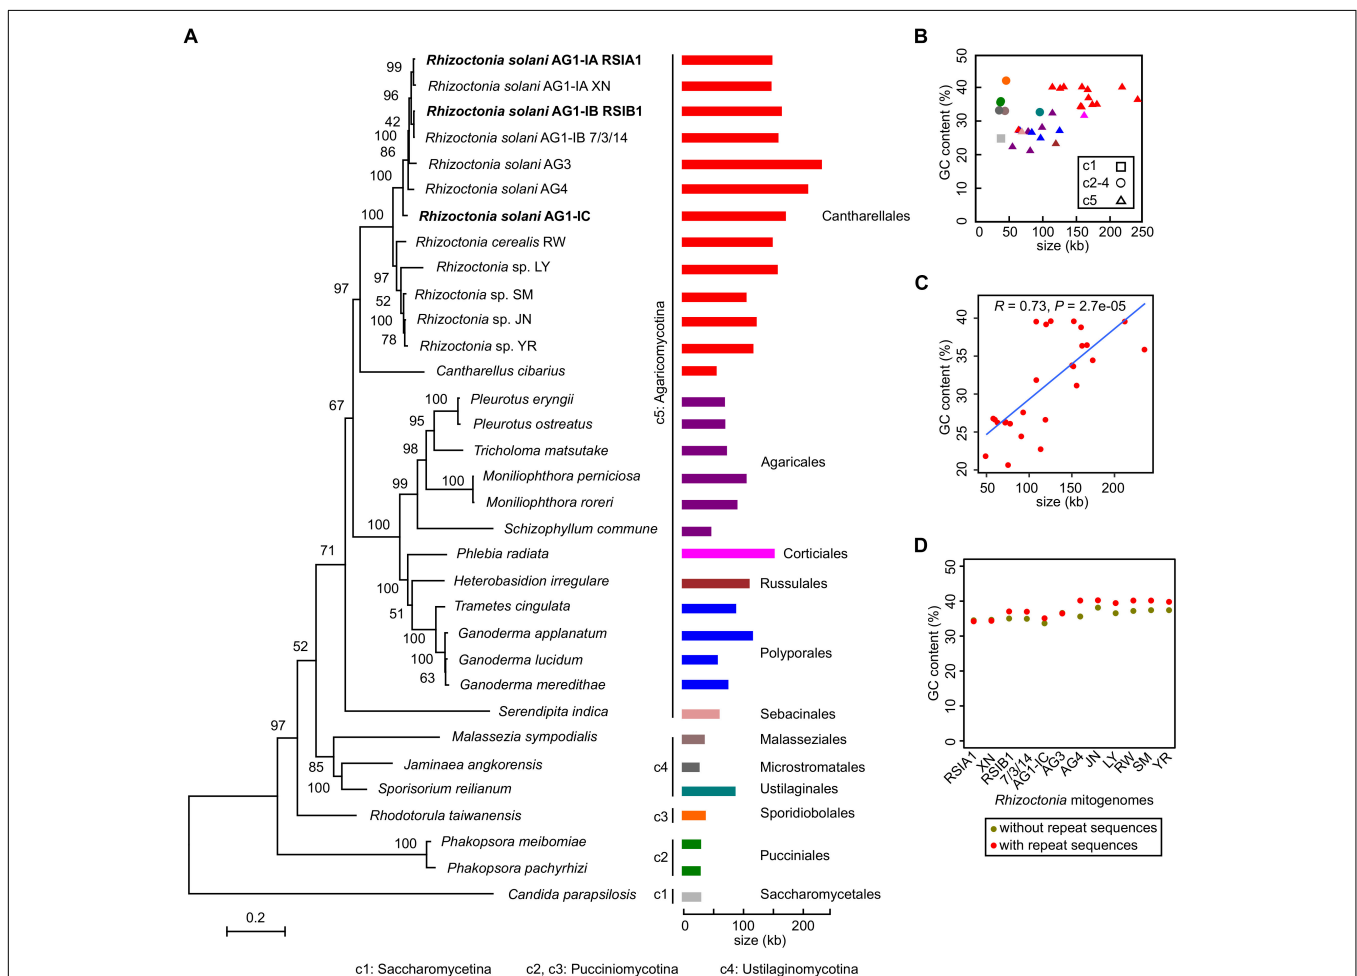 A
Rhizoctonia solani AG1-IA RSIA1
Rhizoctonia solani AG1-IA XN
Rhizoctonia solani AG1-IB RSIB1
Rhizoctonia solani AG1-IB 7/3/14
Rhizoctonia solani AG3
Rhizoctonia solani AG4
Rhizoctonia solani AG1-IC
Rhizoctonia cerealis RW
Rhizoctonia sp. LY
Rhizoctonia sp. SM
Rhizoctonia sp. JN
Rhizoctonia sp. YR
Cantharellus cibarius
Pleurotus eryngii
Pleurotus ostreatus
Tricholoma matsutake
Moniliophthora perniciosa
Moniliophthora roreri
Schizophyllum commune
Phlebia radiata
Heterobasidion irregulare
Trametes cingulata
Ganoderma applanatum
Ganoderma lucidum
Ganoderma meredithae
Serendipita indica
Malassezia sympodialis
Jaminaea angkorensis
Sporisorium reilianum
Rhodotorula taiwanensis
Phakopsora meibomiae
Phakopsora pachyrhizi
Candida parapsilosis
99
96
42
100
86
100
100
97
97
52
100
78
67
100
95
98
100
99
100
71
100
51
100
100
63
52
97
85
100
100
0.2
c5: Agaricomycotina
c4
c3
c2
c1
Cantharellales
Agaricales
Corticiales
Russulales
Polyporales
Sebacinales
Malasseziales
Microstromatales
Ustilaginales
Sporidiobolales
Pucciniales
Saccharomycetales
0 100 200
size (kb)
c1: Saccharomycetina c2, c3: Pucciniomycotina c4: Ustilaginomycotina
B
GC content (%)
50
40
30
20
10
0
c1
c2-4
c5
0 50 100 150 200 250
size (kb)
C
R = 0.73, P = 2.7e-05
GC content (%)
40
35
30
25
20
50 100 150 200
size (kb)
D
GC content (%)
50
40
30
20
10
0
RSIA1
XN
RSIB1
7/3/14
AG1-IC
AG3
AG4
JN
LY
RW
SM
YR
Rhizoctonia mitogenomes
without repeat sequences
with repeat sequences